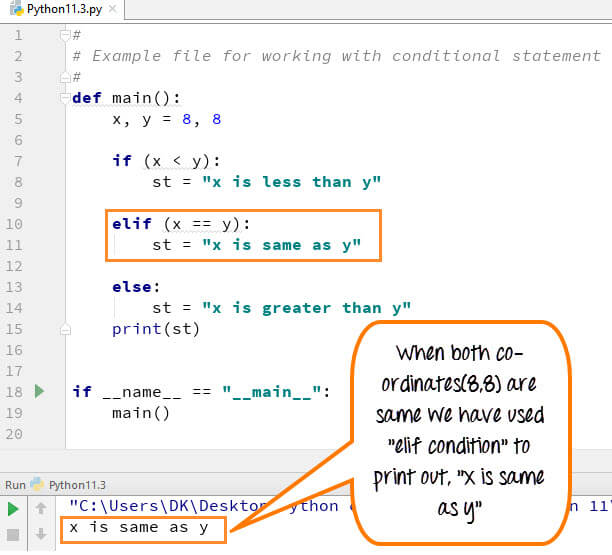 Python11.3.py ×
1 #
2 # Example file for working with conditional statement
3 #
4 def main():
5 x, y = 8, 8
6
7 if (x < y):
8 st = "x is less than y"
9
10 elif (x == y):
11 st = "x is same as y"
12
13 else:
14 st = "x is greater than y"
15 print(st)
16
17
18 if __name__ == "__main__":
19 main()
20
When both co-
ordinates(8,8) are
same we have used
"elif condition" to
print out, "x is same
as y"
Run Python11.3
"C:\Users\DK\Desktop ython 11\
x is same as y